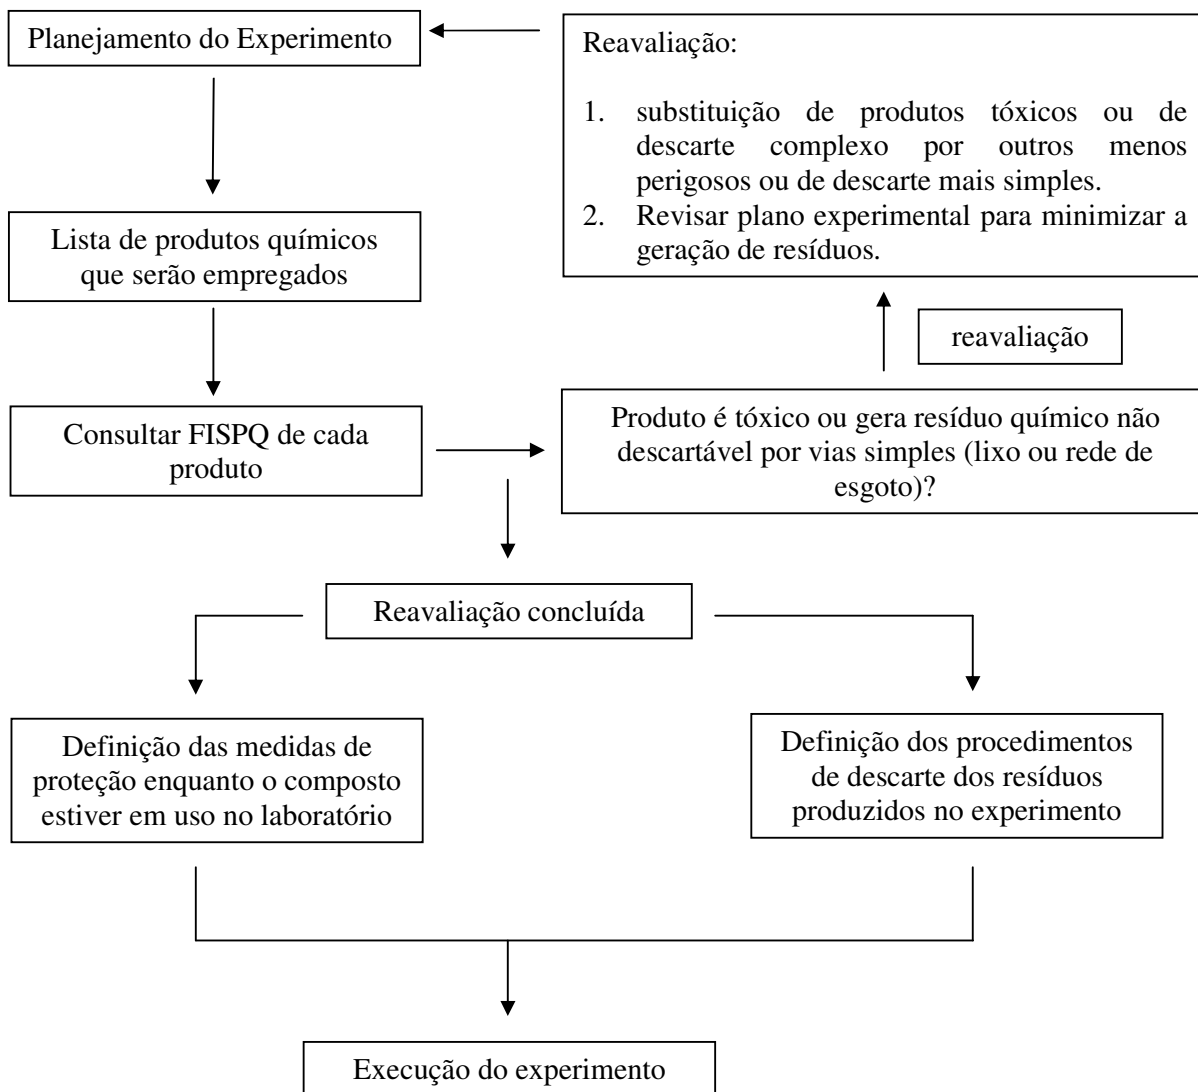 Planejamento do Experimento
Reavaliação:
1. substituição de produtos tóxicos ou de
descarte complexo por outros menos
perigosos ou de descarte mais simples.
2. Revisar plano experimental para minimizar a
geração de resíduos.
Lista de produtos químicos
que serão empregados
reavaliação
Consultar FISPQ de cada
produto
Produto é tóxico ou gera resíduo químico não
descartável por vias simples (lixo ou rede de
esgoto)?
Reavaliação concluída
Definição das medidas de
proteção enquanto o composto
estiver em uso no laboratório
Definição dos procedimentos
de descarte dos resíduos
produzidos no experimento
Execução do experimento